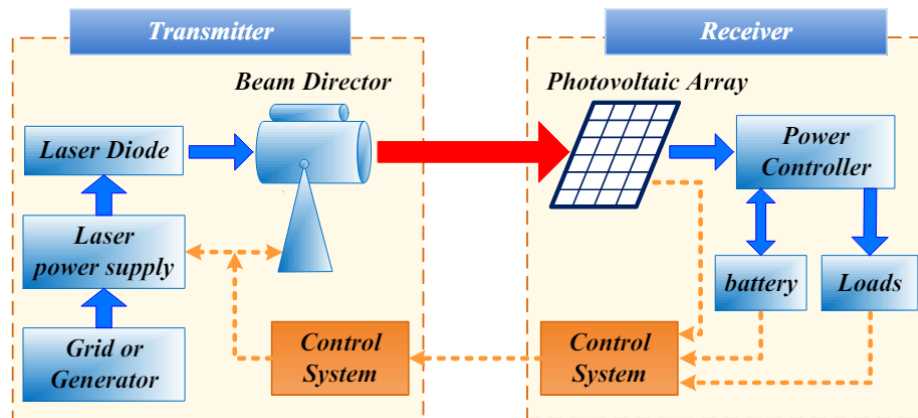 Transmitter
Receiver
Beam Director
Photovoltaic Array
Laser Diode
Power
Controller
Laser
power supply
battery
Loads
Grid or
Generator
Control
System
Control
System